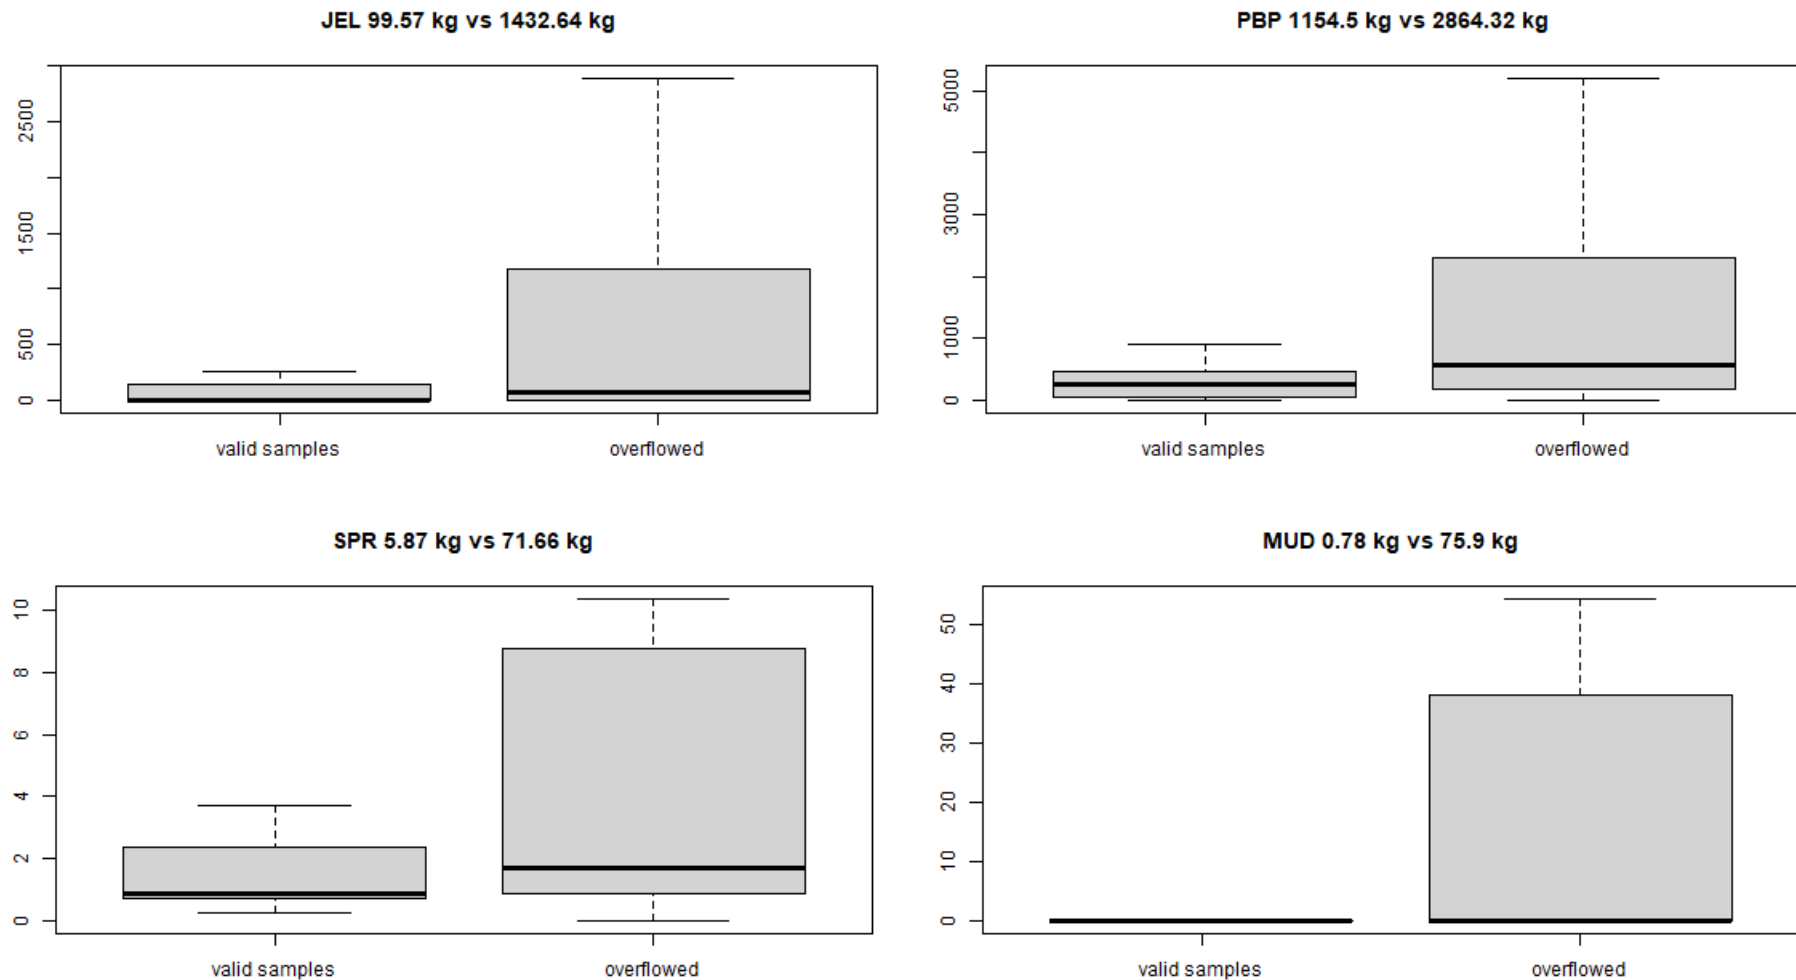 JEL 99.57 kg vs 1432.64 kg
2500
1500
500
0
valid samples overflowed
PBP 1154.5 kg vs 2864.32 kg
5000
3000
1000
0
valid samples overflowed
SPR 5.87 kg vs 71.66 kg
10
8
6
4
2
0
valid samples overflowed
MUD 0.78 kg vs 75.9 kg
50
40
30
20
10
0
valid samples overflowed